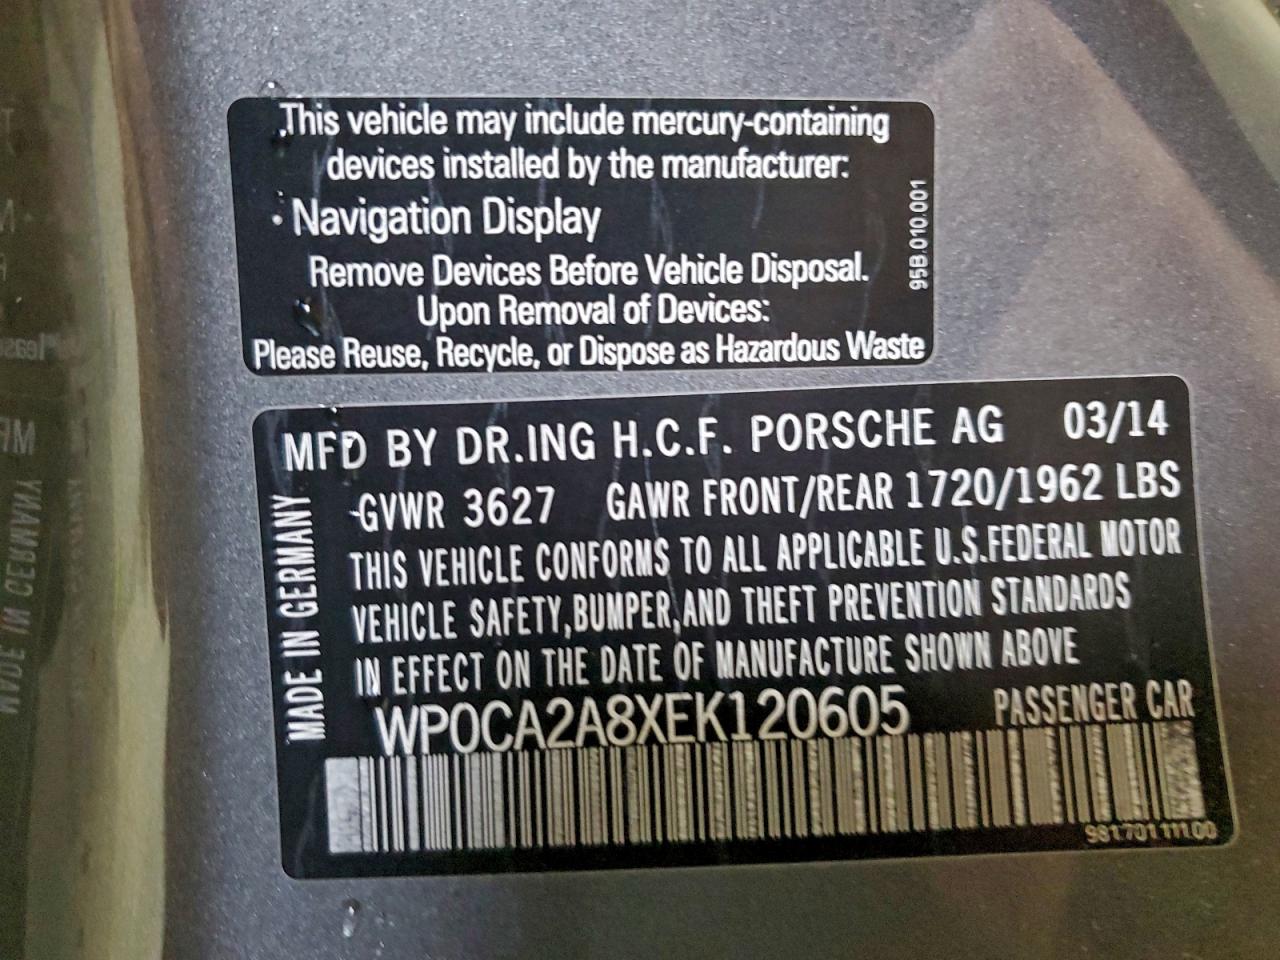 This vehicle may include mercury-containing
devices installed by the manufacturer:
• Navigation Display
Remove Devices Before Vehicle Disposal.
Upon Removal of Devices:
Please Reuse, Recycle, or Dispose as Hazardous Waste
95B.010.001
MFD BY DR.ING H.C.F. PORSCHE AG 03/14
GVWR 3627 GAWR FRONT/REAR 1720/1962 LBS
THIS VEHICLE CONFORMS TO ALL APPLICABLE U.S.FEDERAL MOTOR
VEHICLE SAFETY,BUMPER,AND THEFT PREVENTION STANDARDS
IN EFFECT ON THE DATE OF MANUFACTURE SHOWN ABOVE
WP0CA2A8XEK120605 PASSENGER CAR
981.701.111.00
MADE IN GERMANY